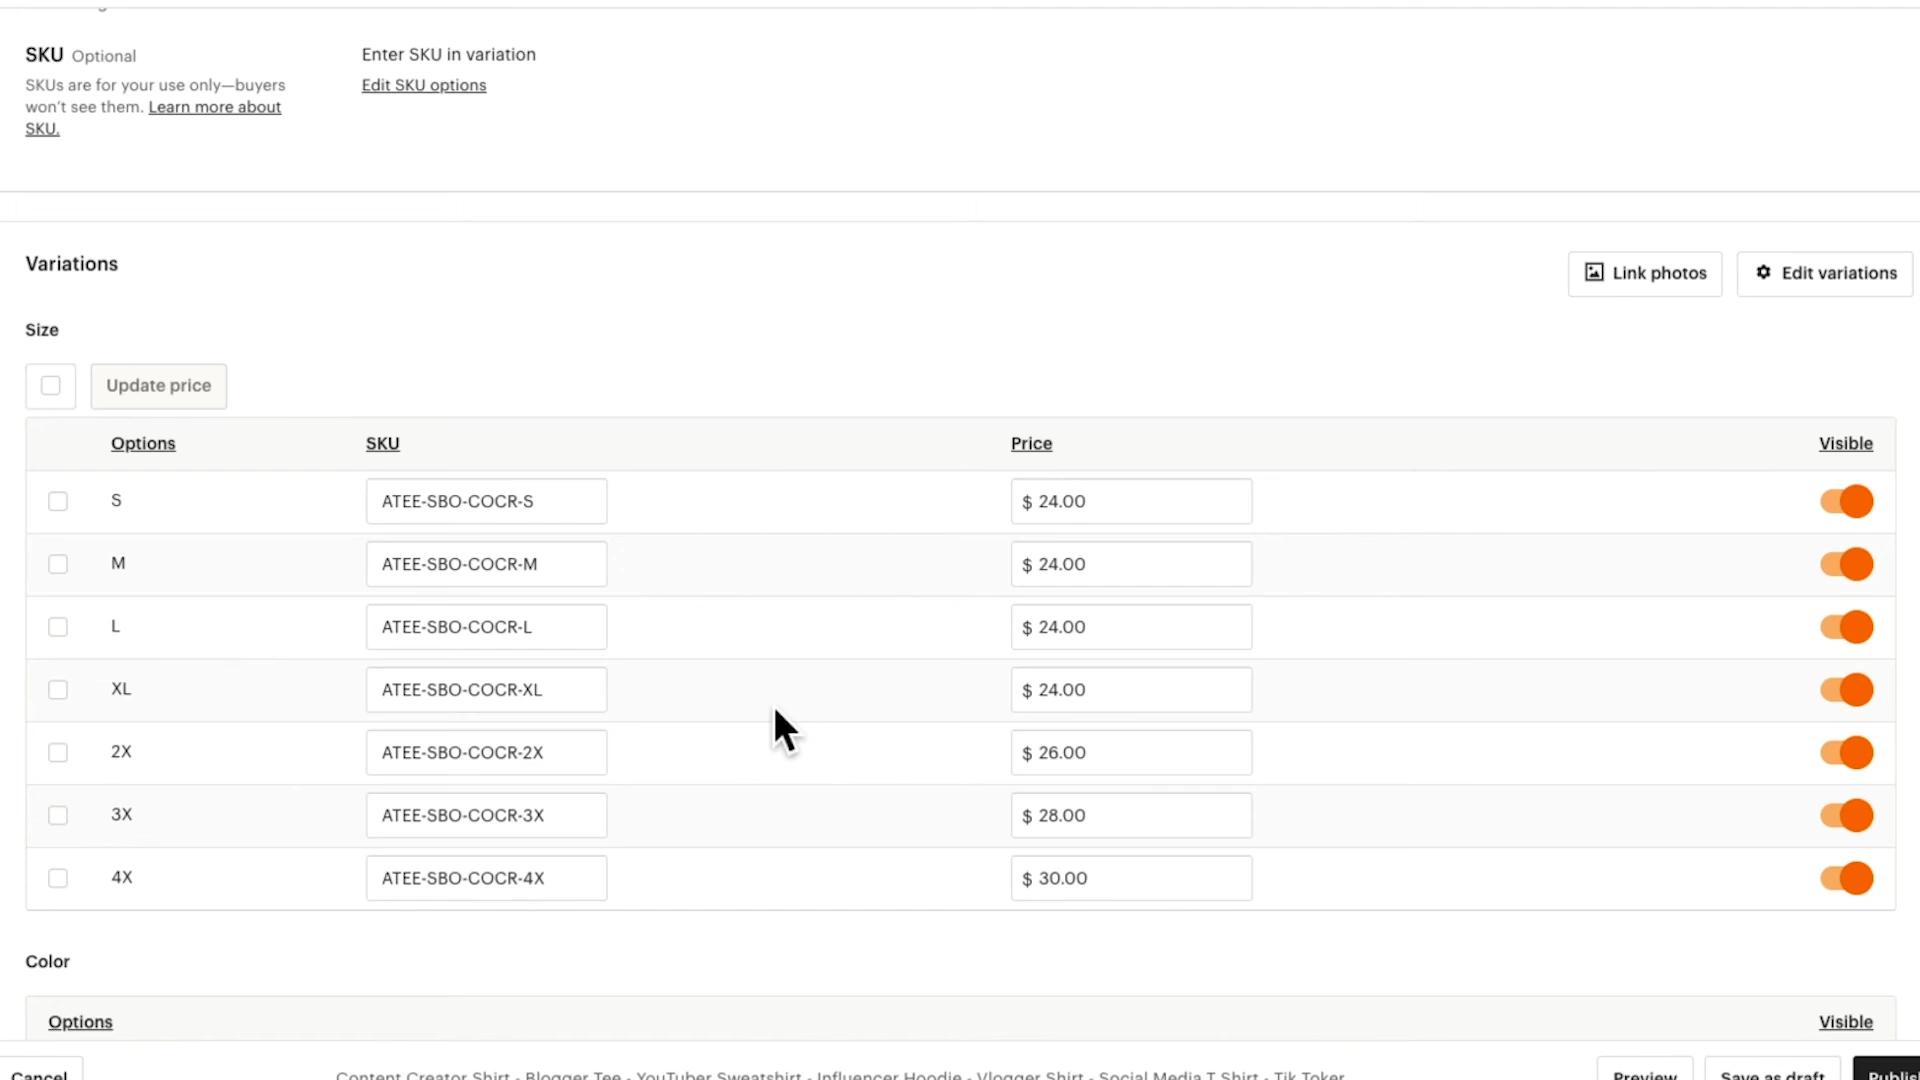 SKU Optional
Enter SKU in variation
SKUs are for your use only—buyers
Edit SKU options
won't see them. Learn more about
SKU.
Variations
Link photos
Edit variations
Size
Update price
Options SKU Price Visible
S ATEE-SBO-COCR-S $ 24.00
M ATEE-SBO-COCR-M $ 24.00
L ATEE-SBO-COCR-L $ 24.00
XL ATEE-SBO-COCR-XL $ 24.00
2X ATEE-SBO-COCR-2X $ 26.00
3X ATEE-SBO-COCR-3X $ 28.00
4X ATEE-SBO-COCR-4X $ 30.00
Color
Options Visible
Cancel
Content Creator Shirt - Blogger Tee - YouTuber Sweatshirt - Influencer Hoodie - Vlogger Shirt - Social Media T Shirt - Tik Toker
Preview
Save as draft
Publis